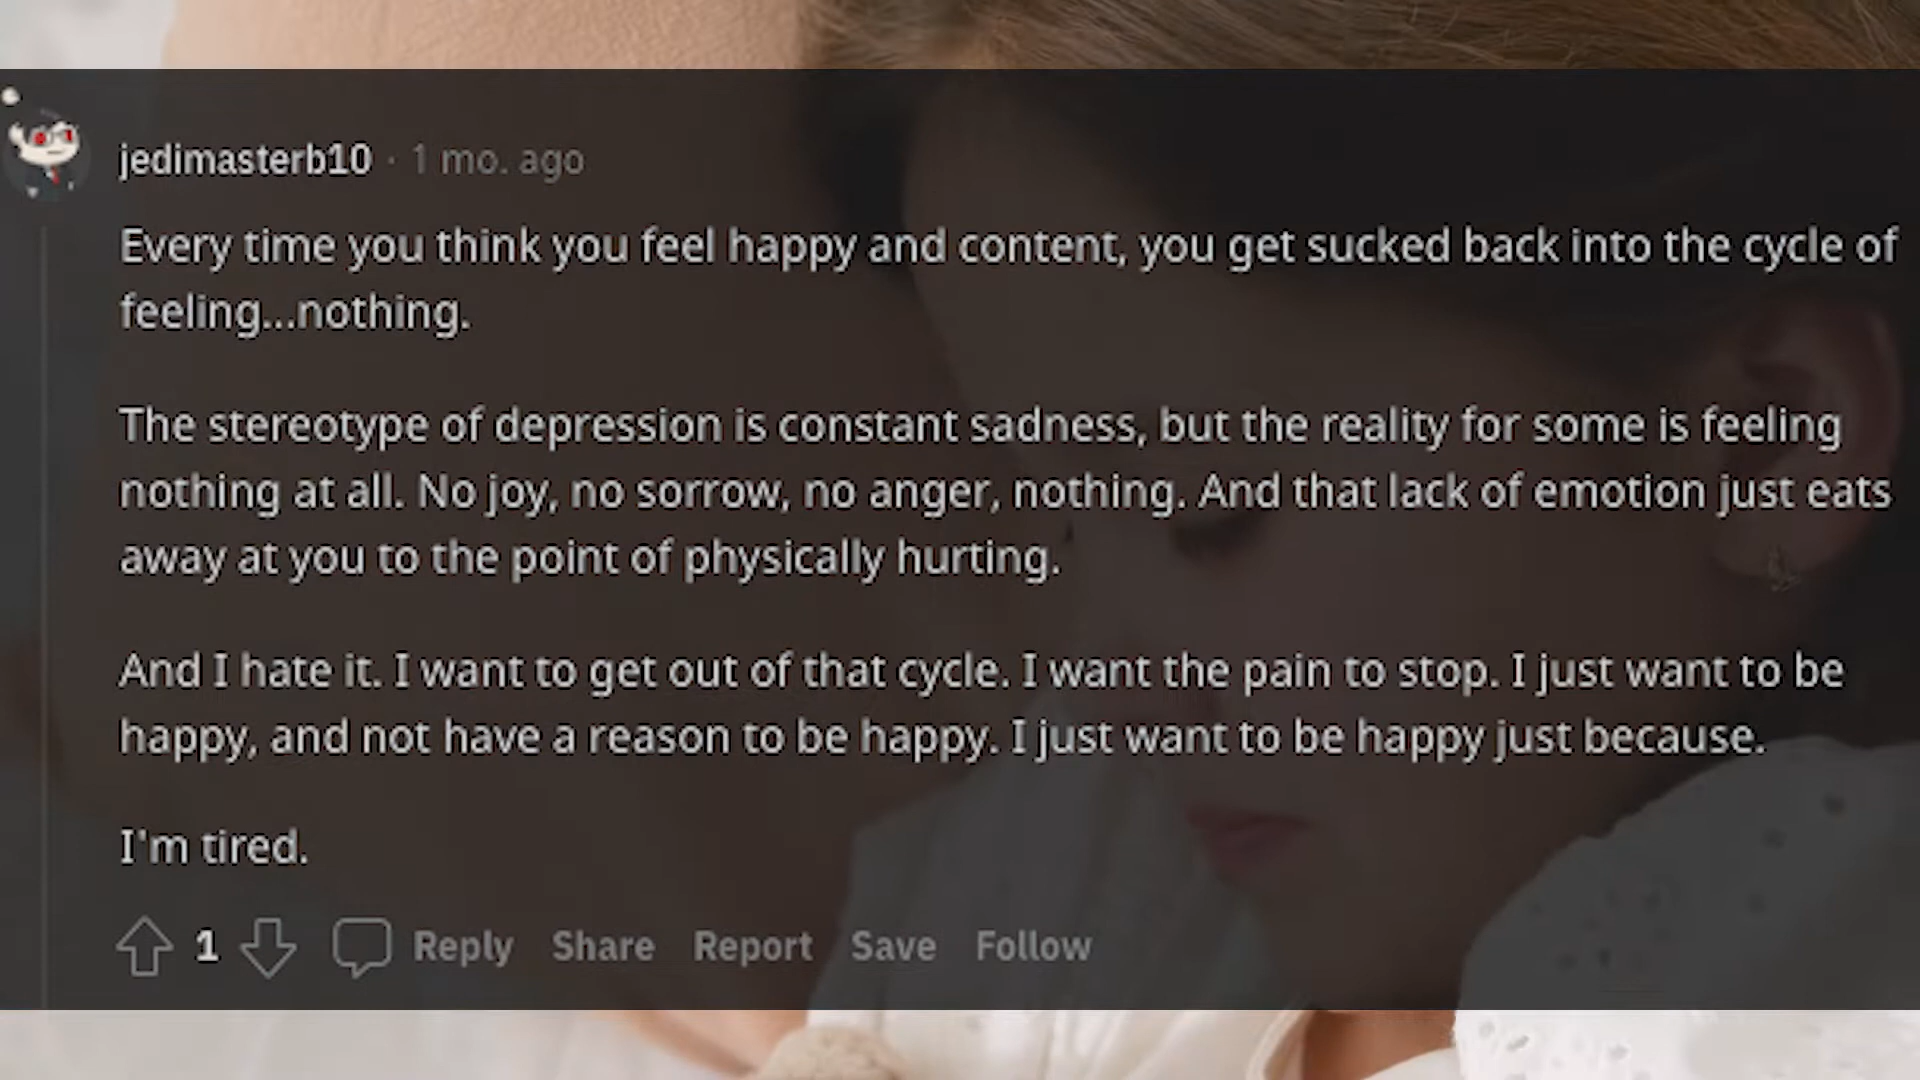 jedimasterb10 · 1 mo. ago
Every time you think you feel happy and content, you get sucked back into the cycle of
feeling...nothing.
The stereotype of depression is constant sadness, but the reality for some is feeling
nothing at all. No joy, no sorrow, no anger, nothing. And that lack of emotion just eats
away at you to the point of physically hurting.
And I hate it. I want to get out of that cycle. I want the pain to stop. I just want to be
happy, and not have a reason to be happy. I just want to be happy just because.
I'm tired.
1 Reply Share Report Save Follow